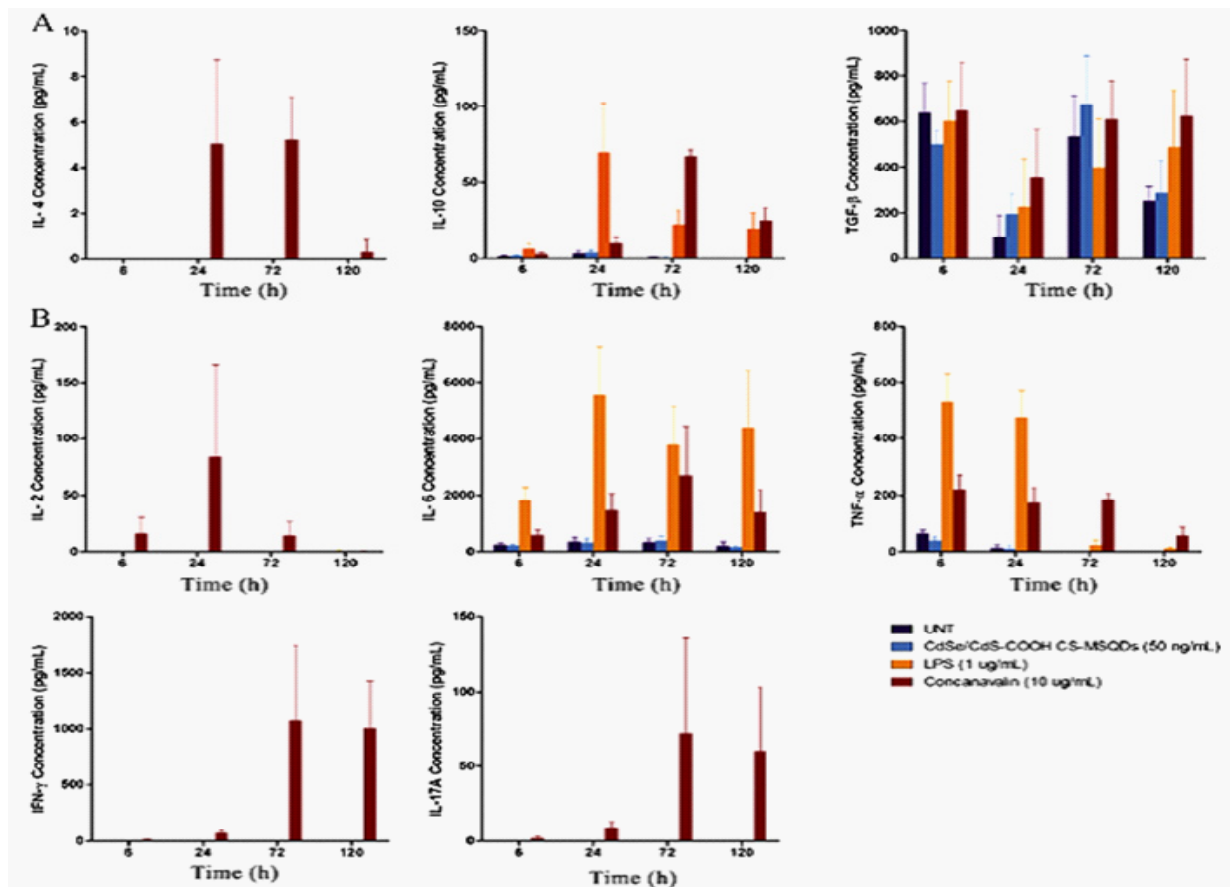 A
IL- 4 Concentration (pg/mL)
10
8
6
4
2
0
6 24 72 120
Time (h)
IL-10 Concentration (pg/mL)
150
100
50
0
6 24 72 120
Time (h)
TGF-β Concentration (pg/mL)
1000
800
600
400
200
0
6 24 72 120
Time (h)
B
IL- 2 Concentration (pg/mL)
200
150
100
50
0
6 24 72 120
Time (h)
IL- 6 Concentration (pg/mL)
8000
6000
4000
2000
0
6 24 72 120
Time (h)
TNF-α Concentration (pg/mL)
800
600
400
200
0
6 24 72 120
Time (h)
IFN-γ Concentration (pg/mL)
2000
1500
1000
500
0
6 24 72 120
Time (h)
IL-17A Concentration (pg/mL)
150
100
50
0
6 24 72 120
Time (h)
UNT
CdSe/CdS-COOH CS-MSQDs (50 ng/mL)
LPS (1 ug/mL)
Concanavalin (10 ug/mL)